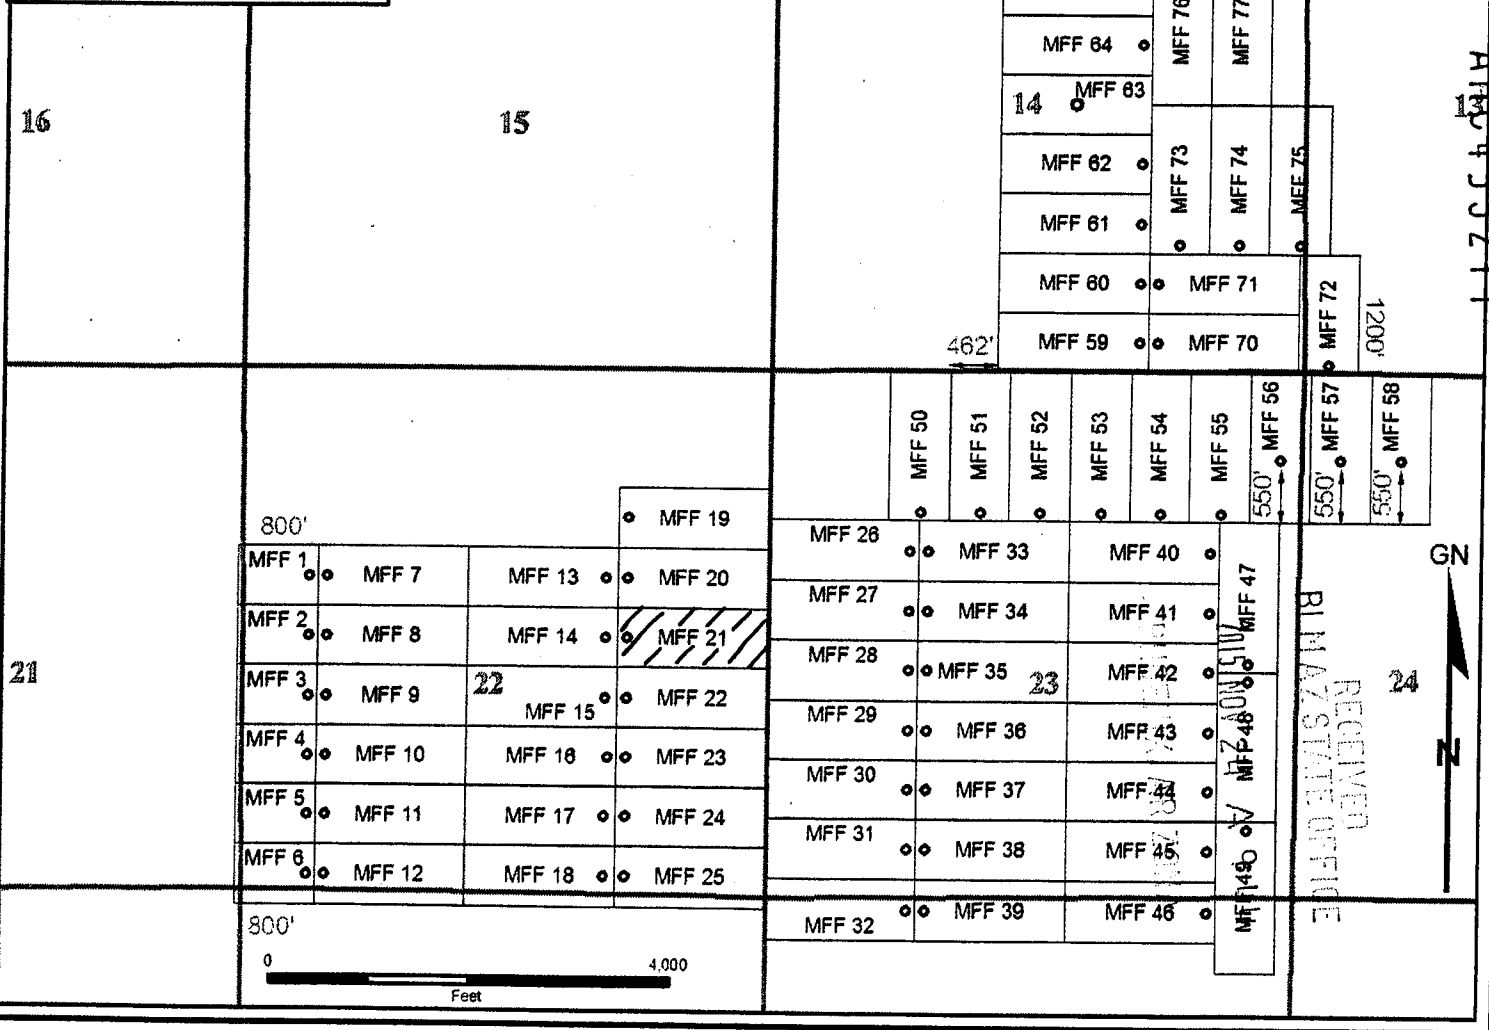 MFF 76
MFF 77
MFF 64
MFF 63
14
16
15
13
MFF 62
MFF 73
MFF 74
MFF 75
MFF 61
MFF 60
MFF 71
MFF 72
1200'
462'
MFF 59
MFF 70
MFF 50
MFF 51
MFF 52
MFF 53
MFF 54
MFF 55
MFF 56
MFF 57
MFF 58
550'
550'
550'
800'
MFF 19
MFF 26
MFF 33
MFF 40
GN
MFF 1
MFF 7
MFF 13
MFF 20
MFF 27
MFF 34
MFF 41
MFF 47
MFF 2
MFF 8
MFF 14
MFF 21
MFF 28
MFF 35
23
MFF 42
21
MFF 3
MFF 9
22
MFF 15
MFF 22
24
MFF 29
MFF 36
MFF 43
MFF 48
MFF 4
MFF 10
MFF 16
MFF 23
N
MFF 30
MFF 37
MFF 44
MFF 5
MFF 11
MFF 17
MFF 24
MFF 31
MFF 38
MFF 45
MFF 49
MFF 6
MFF 12
MFF 18
MFF 25
MFF 32
MFF 39
MFF 46
RECEIVED
BLM AZ STATE OFFICE
800'
0
4,000
Feet